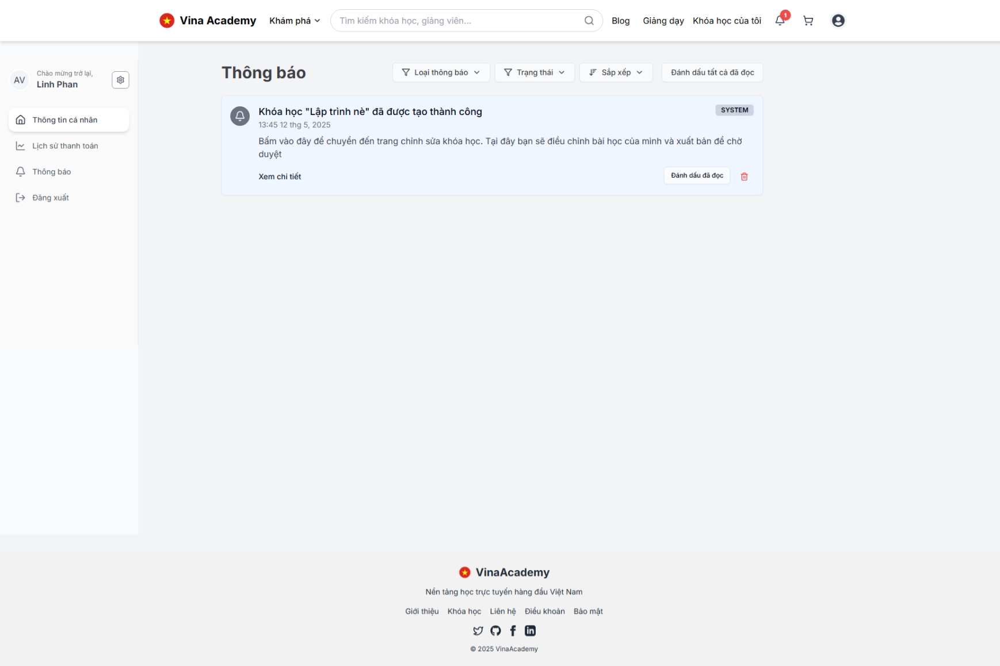 Vina Academy
Khám phá
Tìm kiếm khóa học, giảng viên...
Blog
Giảng dạy
Khóa học của tôi
1
AV
Chào mừng trở lại,
Linh Phan
Thông tin cá nhân
Lịch sử thanh toán
Thông báo
Đăng xuất
Thông báo
Loại thông báo
Trạng thái
Sắp xếp
Đánh dấu tất cả đã đọc
Khóa học "Lập trình nè" đã được tạo thành công
SYSTEM
13:45 12 thg 5, 2025
Bấm vào đây để chuyển đến trang chỉnh sửa khóa học. Tại đây bạn sẽ điều chỉnh bài học của mình và xuất bản để chờ
duyệt
Xem chi tiết
Đánh dấu đã đọc
VinaAcademy
Nền tảng học trực tuyến hàng đầu Việt Nam
Giới thiệu
Khóa học
Liên hệ
Điều khoản
Bảo mật
© 2025 VinaAcademy